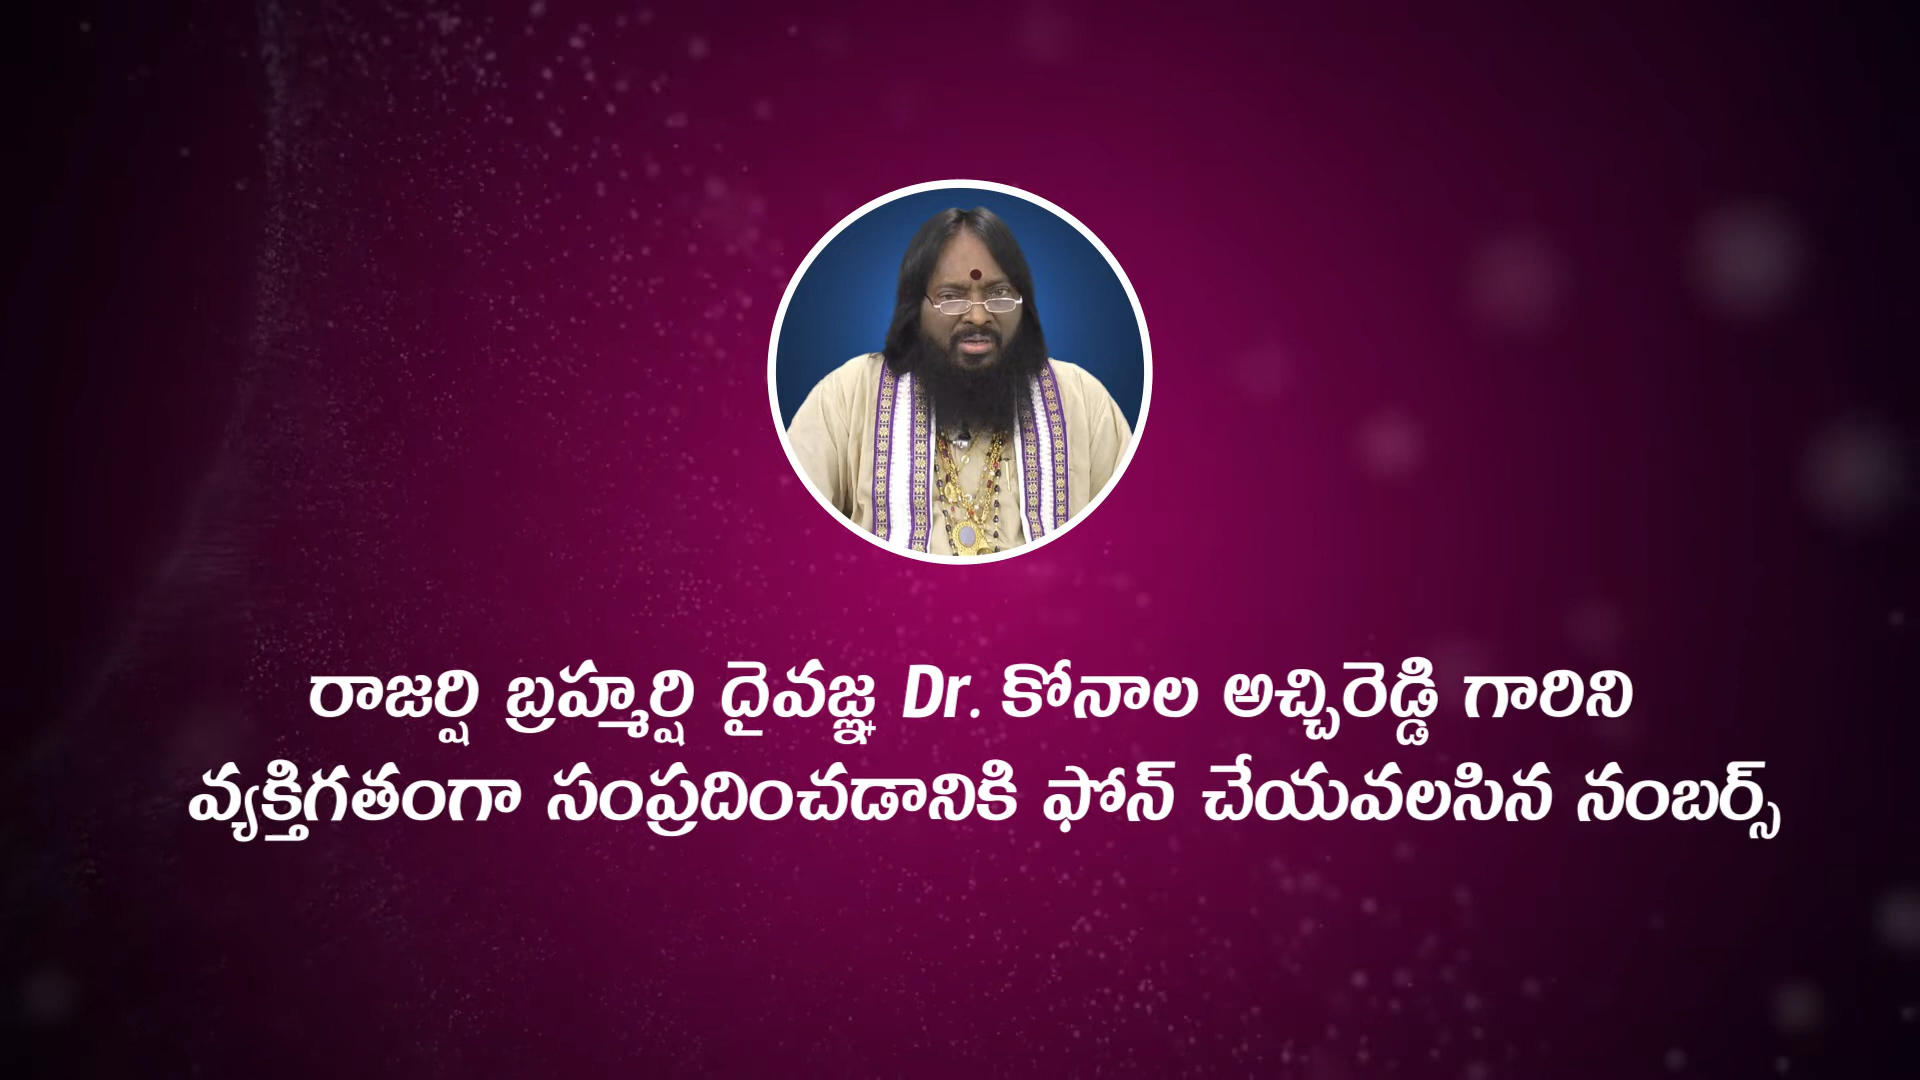 రాజర్షి బ్రహ్మర్షి దైవజ్ఞ Dr. కోనాల అచ్చిరెడ్డి గారిని
వ్యక్తిగతంగా సంప్రదించడానికి ఫోన్ చేయవలసిన నంబర్స్